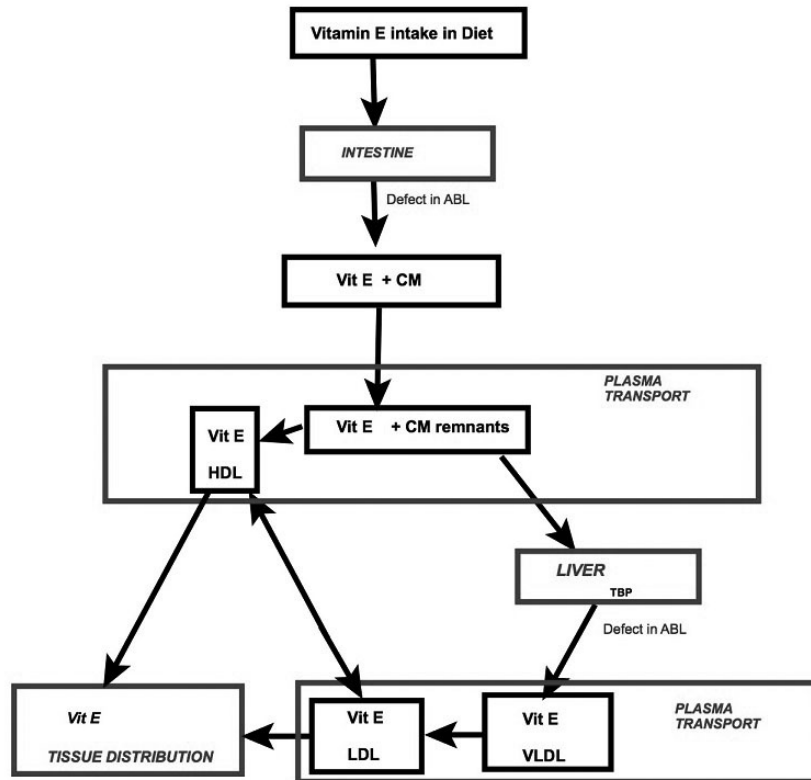 Vitamin E intake in Diet
INTESTINE
Defect in ABL
Vit E + CM
PLASMA
TRANSPORT
Vit E + CM remnants
Vit E
HDL
LIVER
TBP
Defect in ABL
Vit E
TISSUE DISTRIBUTION
Vit E
LDL
Vit E
VLDL
PLASMA
TRANSPORT